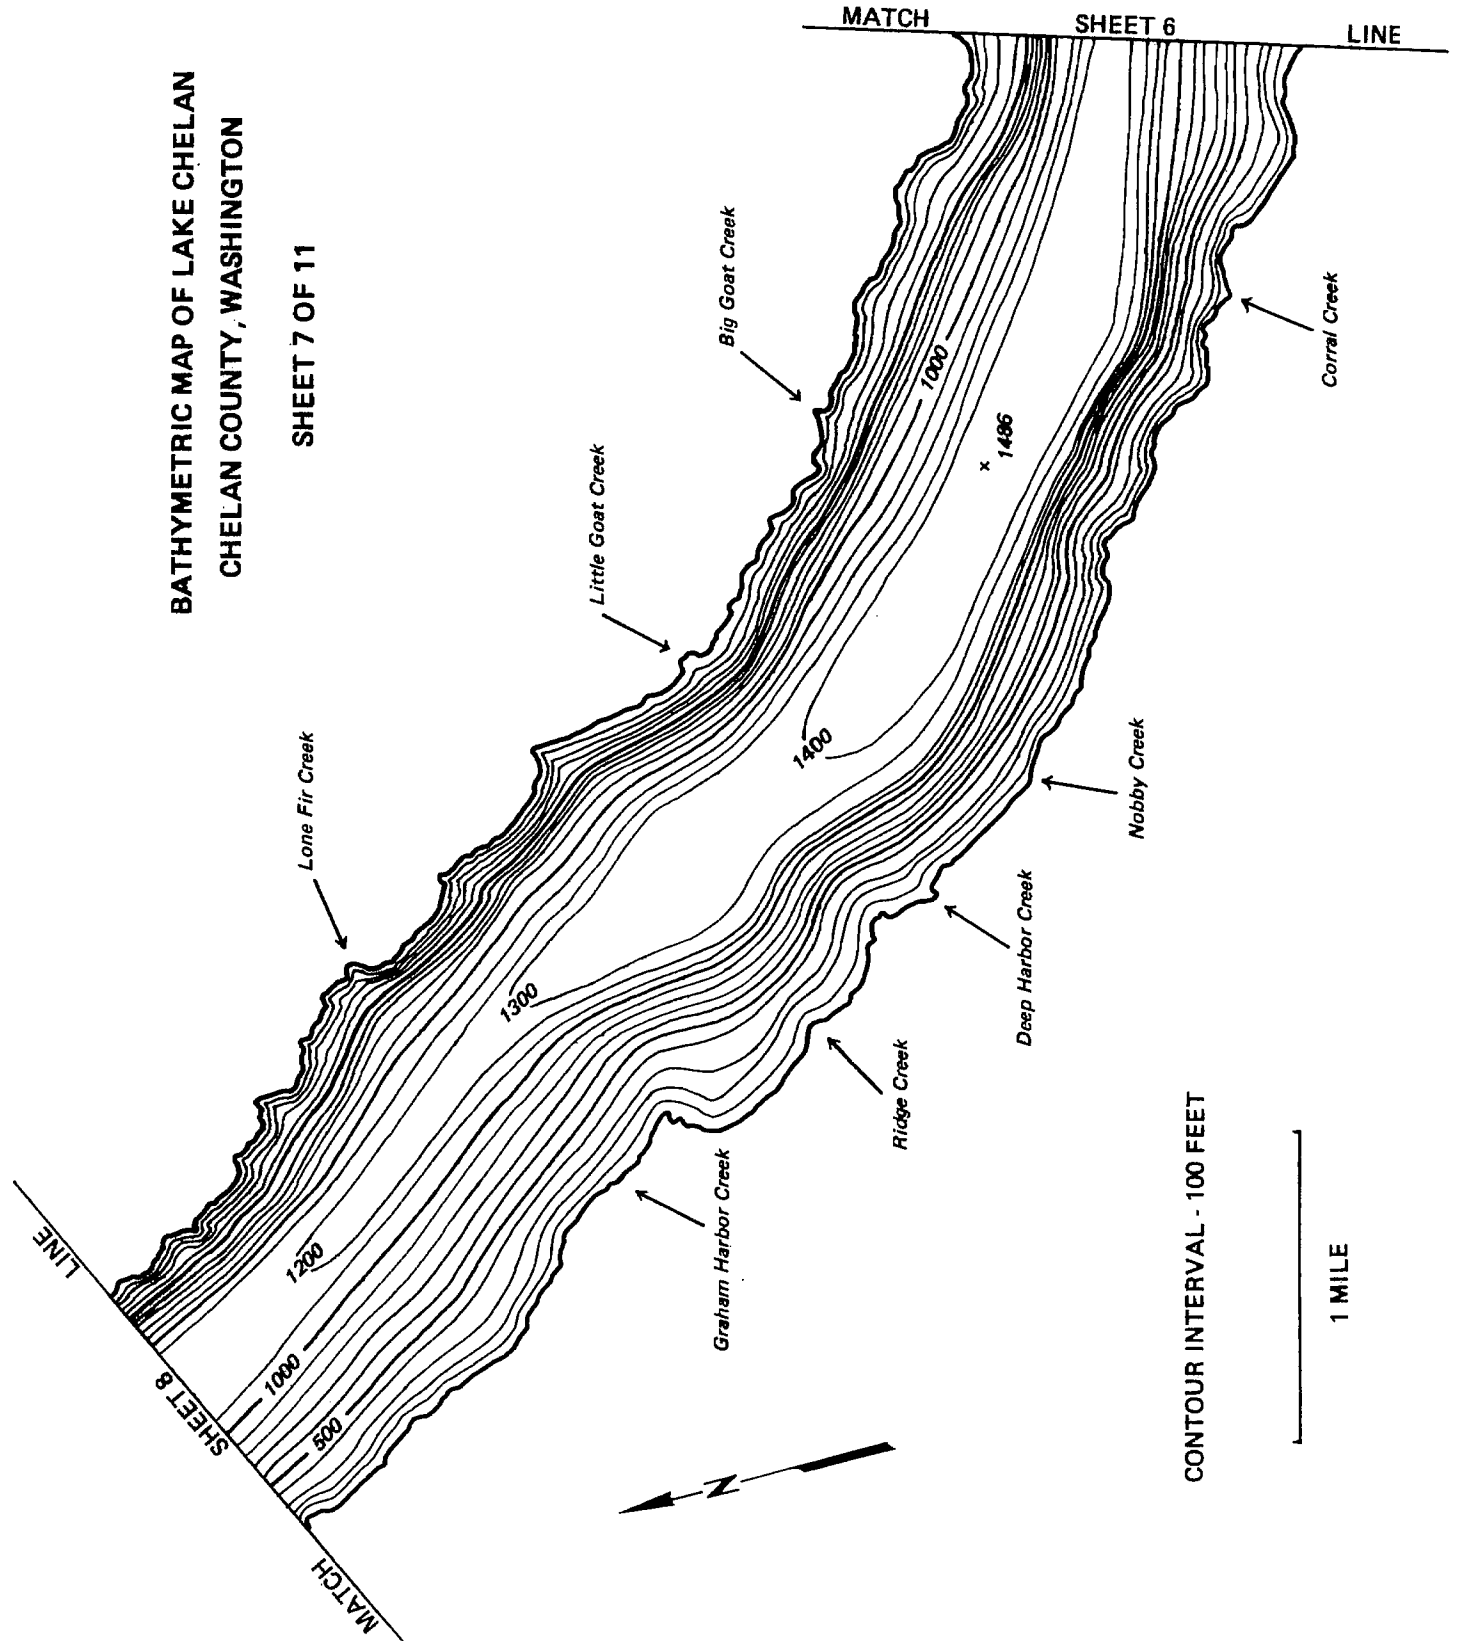 BATHYMETRIC MAP OF LAKE CHELAN
CHELAN COUNTY, WASHINGTON
SHEET 7 OF 11
MATCH
SHEET 6
LINE
Big Goat Creek
Corral Creek
1000
1486
x
Little Goat Creek
1400
Nobby Creek
Lone Fir Creek
Deep Harbor Creek
1300
Ridge Creek
Graham Harbor Creek
LINE
1200
SHEET 8
1000
500
MATCH
N
CONTOUR INTERVAL - 100 FEET
1 MILE